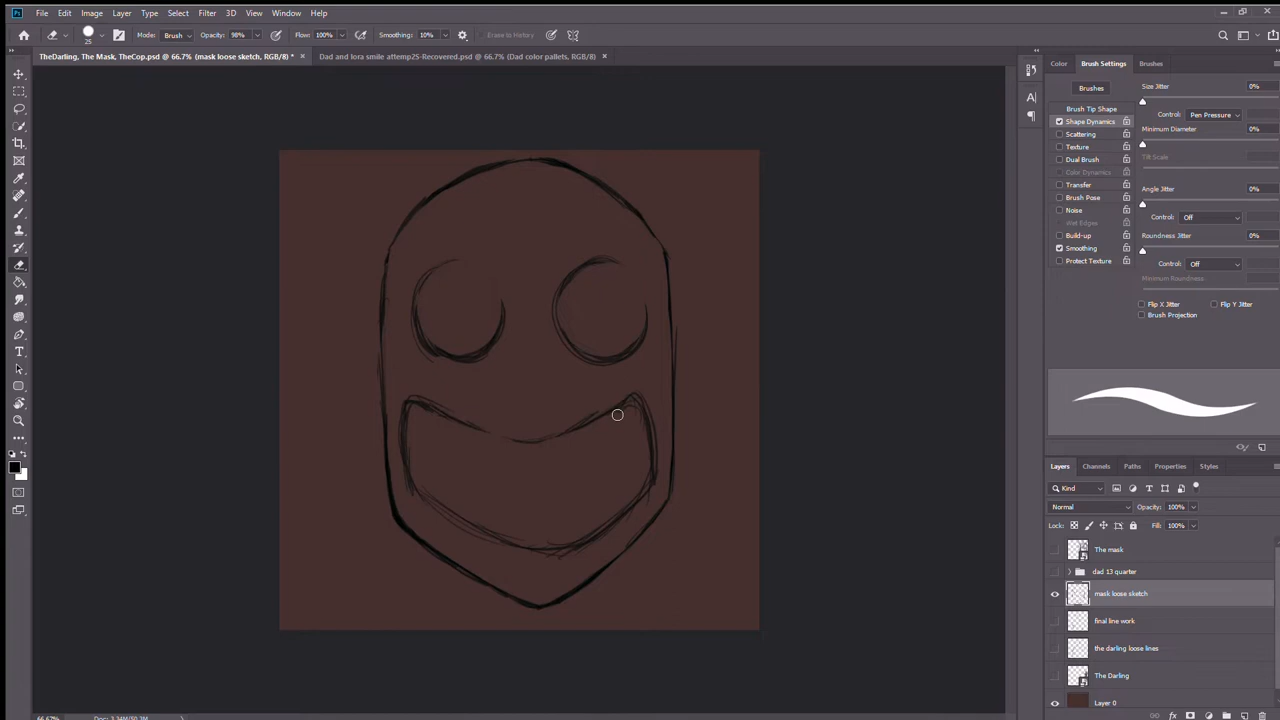 Ps File Edit Image Layer Type Select Filter 3D View Window Help
25 Mode: Brush Opacity: 98% Flow: 100% Smoothing: 10% Erase to History
TheDarling, The Mask, TheCop.psd @ 66.7% (mask loose sketch, RGB/8) * × Dad and lora smile attemp25-Recovered.psd @ 66.7% (Dad color pallets, RGB/8) ×
Color Brush Settings Brushes
Brushes Size Jitter 0%
Brush Tip Shape Control: Pen Pressure
Shape Dynamics Minimum Diameter 0%
Scattering
Texture Tilt Scale
Dual Brush
Color Dynamics
Transfer Angle Jitter 0%
Brush Pose
Noise Control: Off
Wet Edges
Build-up Roundness Jitter 0%
Smoothing
Protect Texture Control: Off
Minimum Roundness
Flip X Jitter Flip Y Jitter
Brush Projection
Layers Channels Paths Properties Styles
Kind
Normal Opacity: 100%
Lock: Fill: 100%
The mask
dad 13 quarter
mask loose sketch
final line work
the darling loose lines
The Darling
Layer 0
66.67% Doc: 3.34M/50.2M